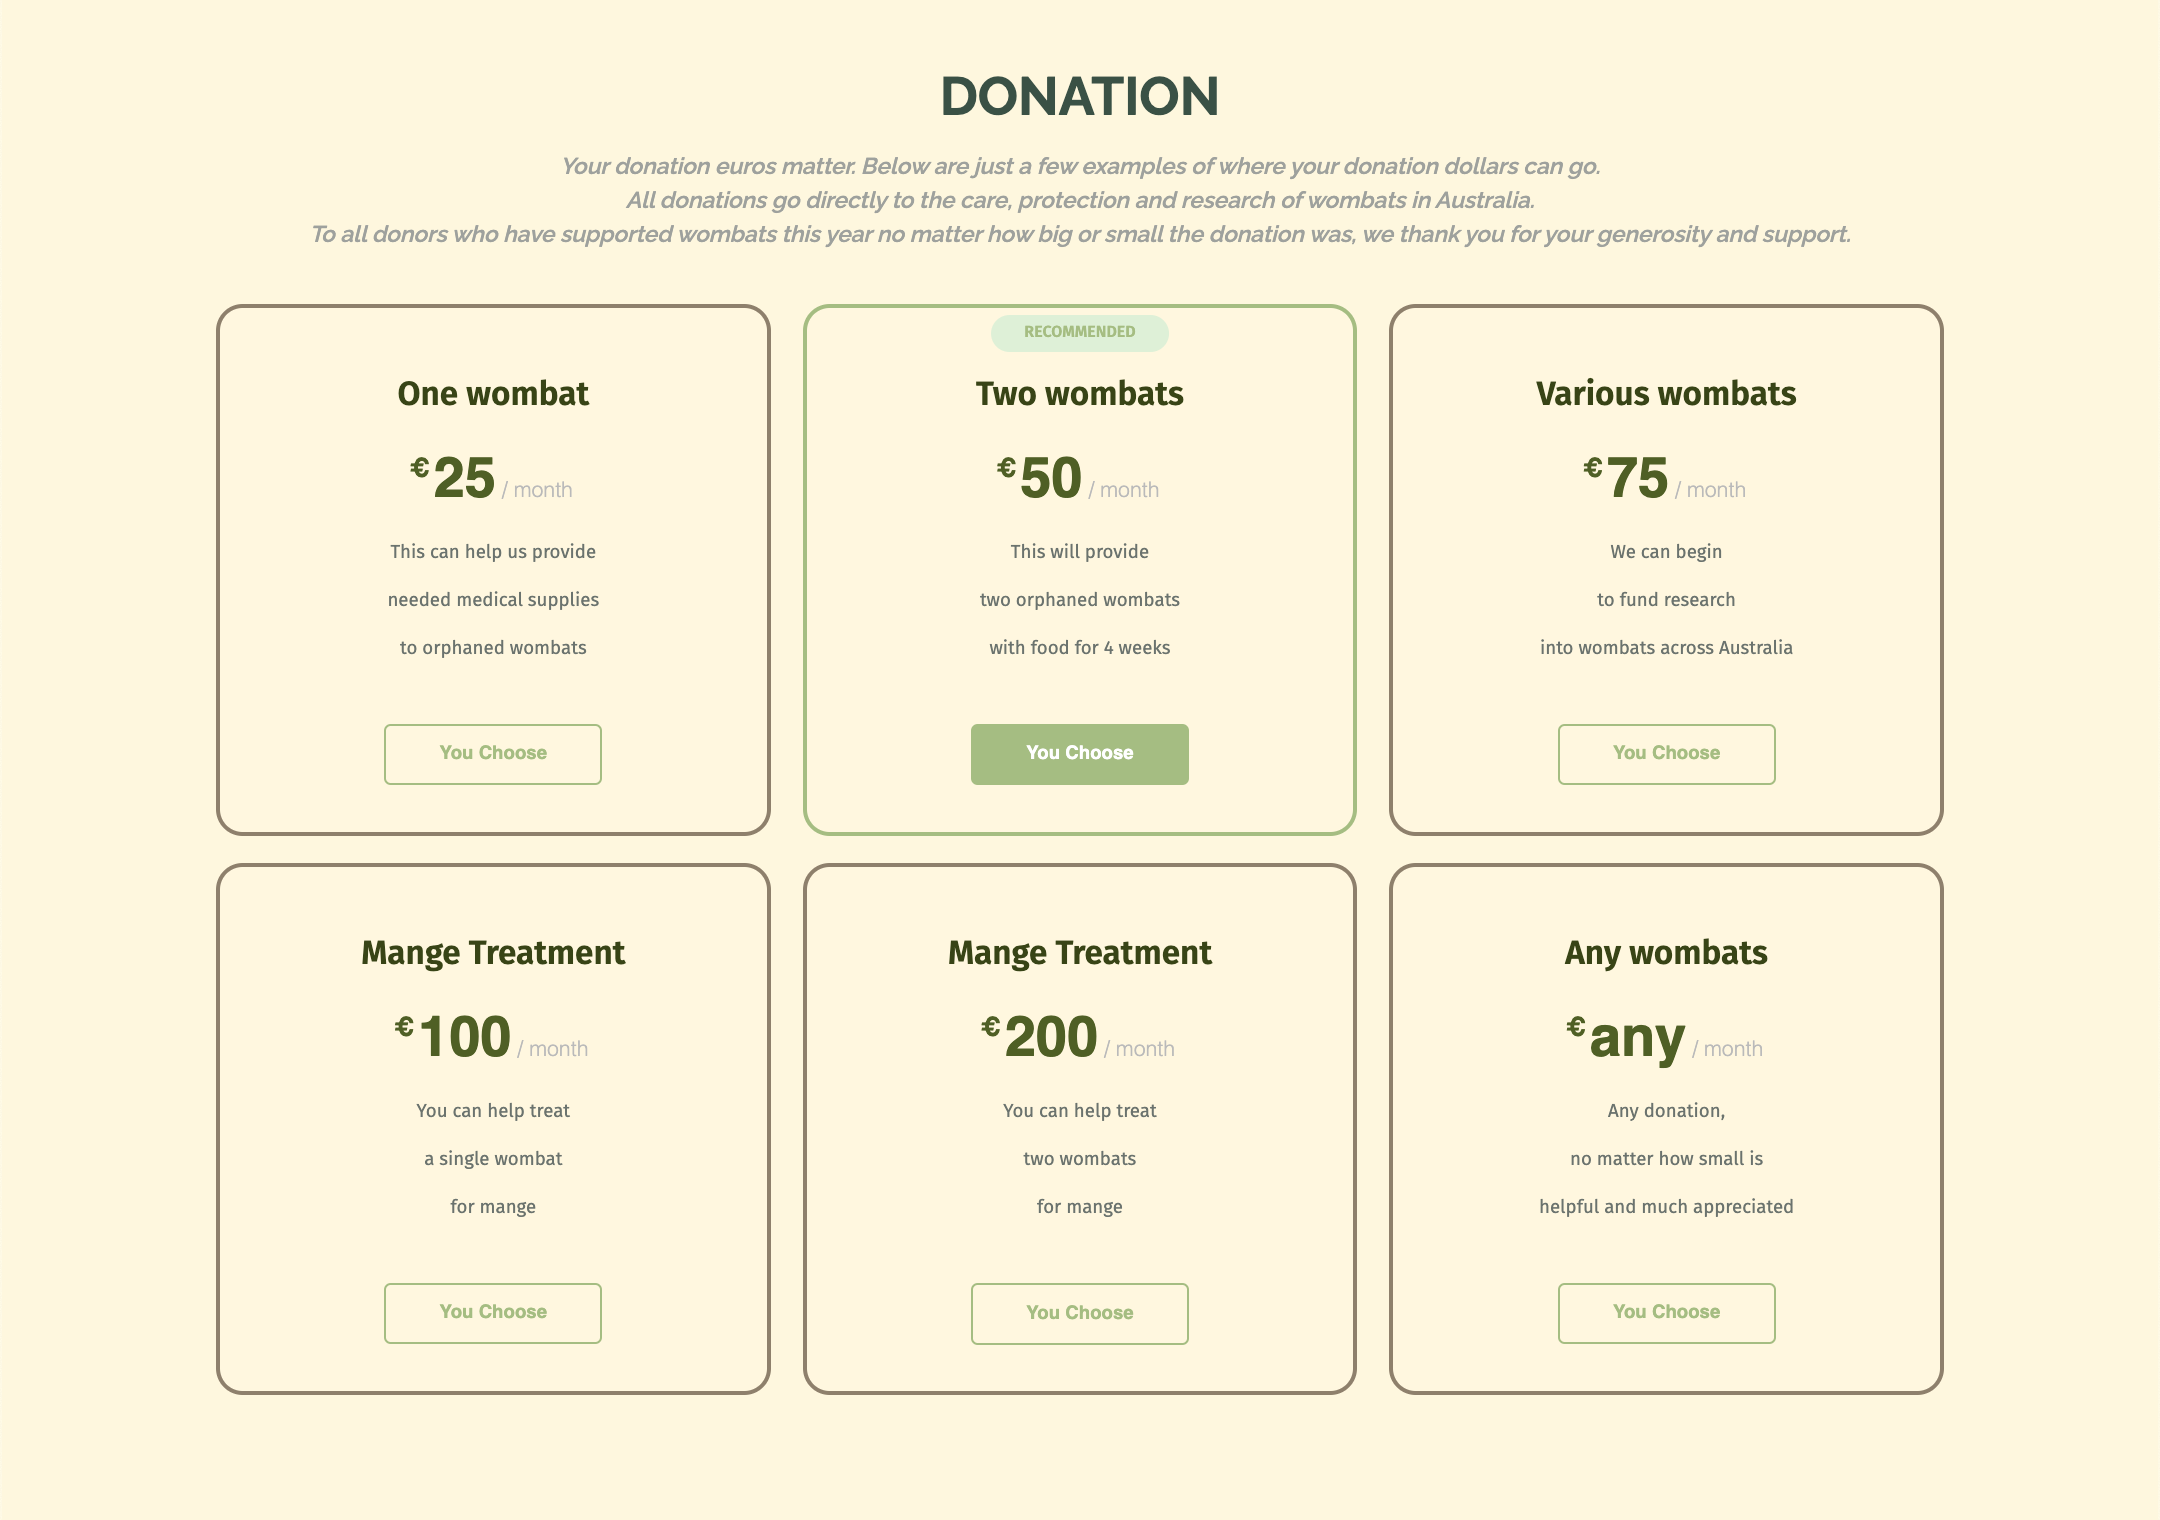 DONATION
Your donation euros matter. Below are just a few examples of where your donation dollars can go.
All donations go directly to the care, protection and research of wombats in Australia.
To all donors who have supported wombats this year no matter how big or small the donation was, we thank you for your generosity and support.
One wombat
€25 / month
This can help us provide
needed medical supplies
to orphaned wombats
You Choose
RECOMMENDED
Two wombats
€50 / month
This will provide
two orphaned wombats
with food for 4 weeks
You Choose
Various wombats
€75 / month
We can begin
to fund research
into wombats across Australia
You Choose
Mange Treatment
€100 / month
You can help treat
a single wombat
for mange
You Choose
Mange Treatment
€200 / month
You can help treat
two wombats
for mange
You Choose
Any wombats
€any / month
Any donation,
no matter how small is
helpful and much appreciated
You Choose